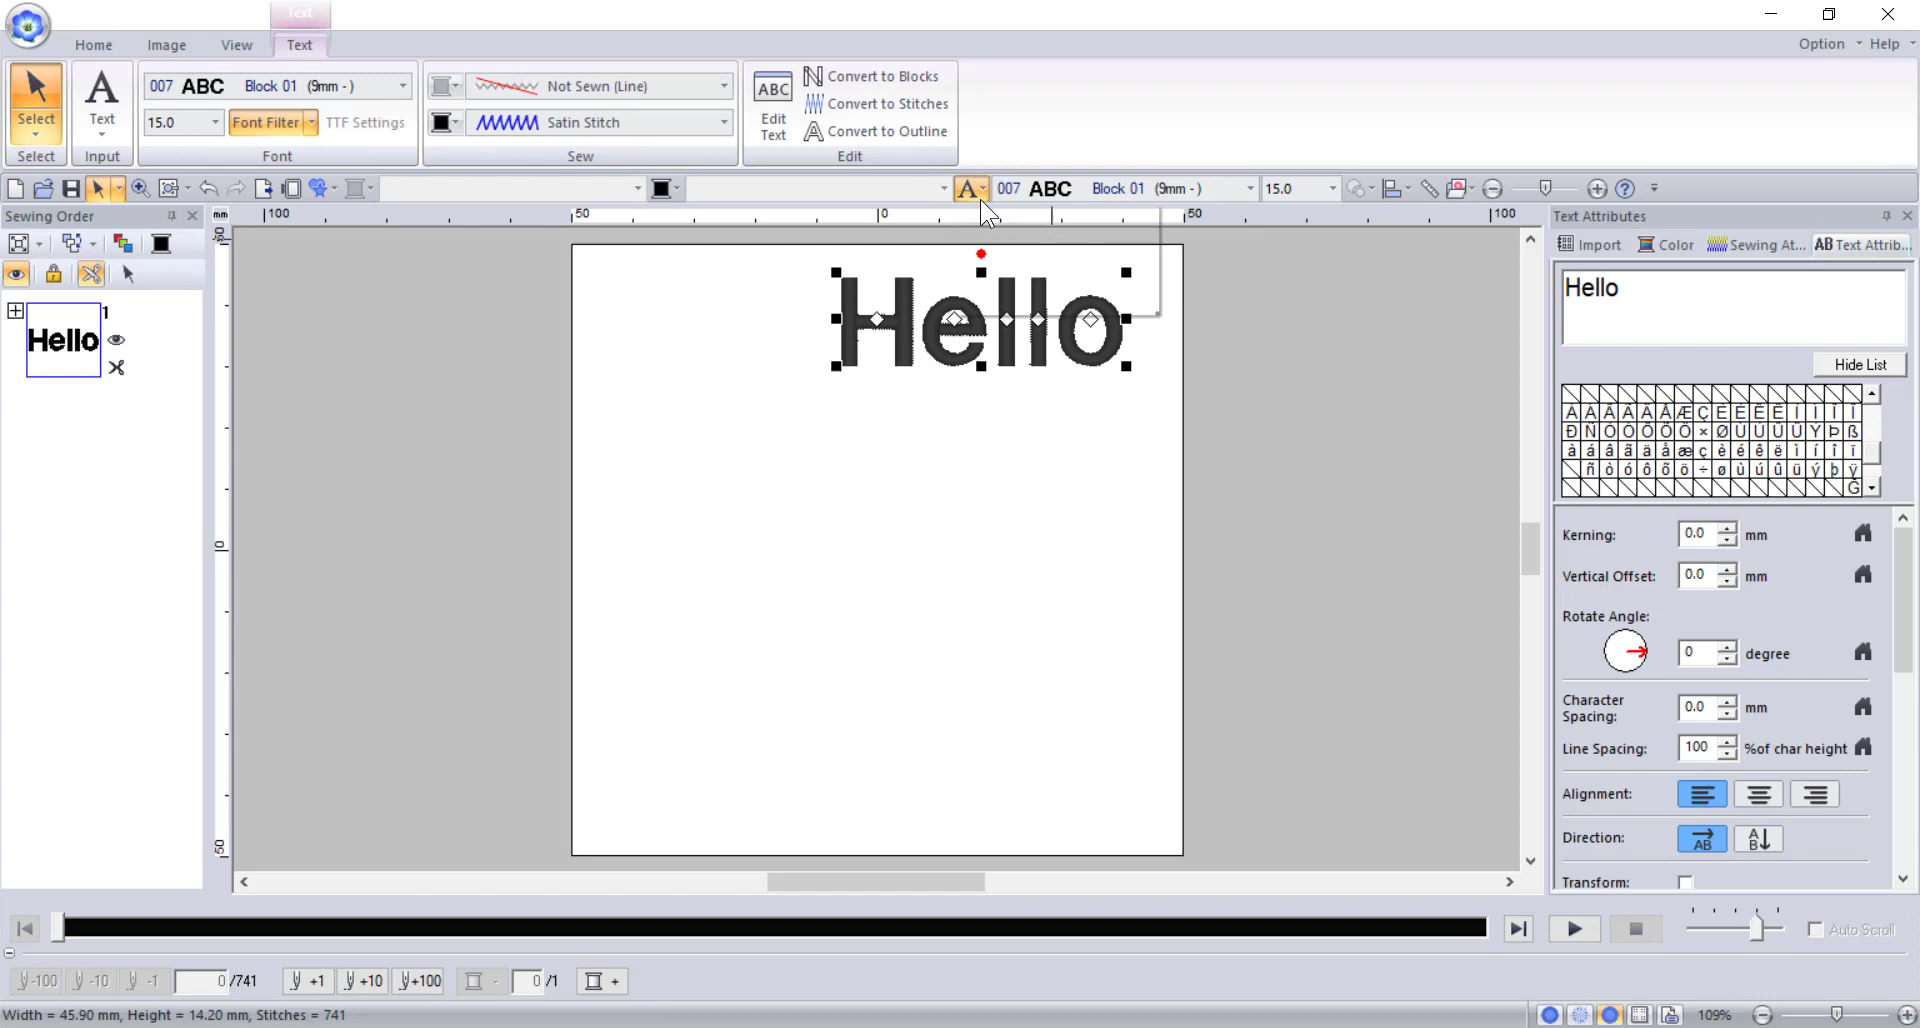 Text
Home Image View Text
Option Help
Select
Select
Text
Input
007 ABC Block 01 (9mm - )
15.0 Font Filter TTF Settings
Font
Not Sewn (Line)
Satin Stitch
Sew
ABC
Edit
Text
Convert to Blocks
Convert to Stitches
Convert to Outline
Edit
A 007 ABC Block 01 (9mm - ) 15.0
Sewing Order
mm 100 50 0 50 100
Text Attributes
Import Color Sewing At... AB Text Attrib...
1
Hello
50
0
50
Hello
Hello
Hide List
À Á Â Ã Ä Å Æ Ç È É Ê Ë Ì Í Î Ï
Ð Ñ Ò Ó Ô Õ Ö × Ø Ù Ú Û Ü Ý Þ ß
à á â ã ä å æ ç è é ê ë ì í î ï
ñ ò ó ô õ ö ÷ ø ù ú û ü ý þ ÿ
Ğ
Kerning: 0.0 mm
Vertical Offset: 0.0 mm
Rotate Angle:
0 degree
Character
Spacing: 0.0 mm
Line Spacing: 100 %of char height
Alignment:
Direction: AB A B
Transform:
Auto Scroll
-100 -10 -1 0 /741 +1 +10 +100 - 0 /1 +
Width = 45.90 mm, Height = 14.20 mm, Stitches = 741
109%